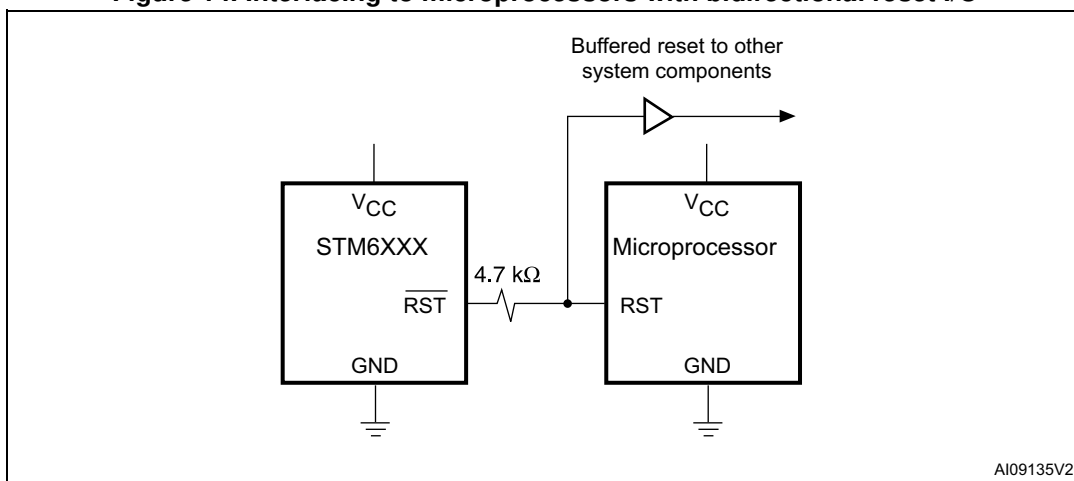 Figure 14. Interfacing to microprocessors with bidirectional reset I/O
Buffered reset to other
system components
VCC
STM6XXX
RST
GND
4.7 kΩ
VCC
Microprocessor
RST
GND
AI09135V2